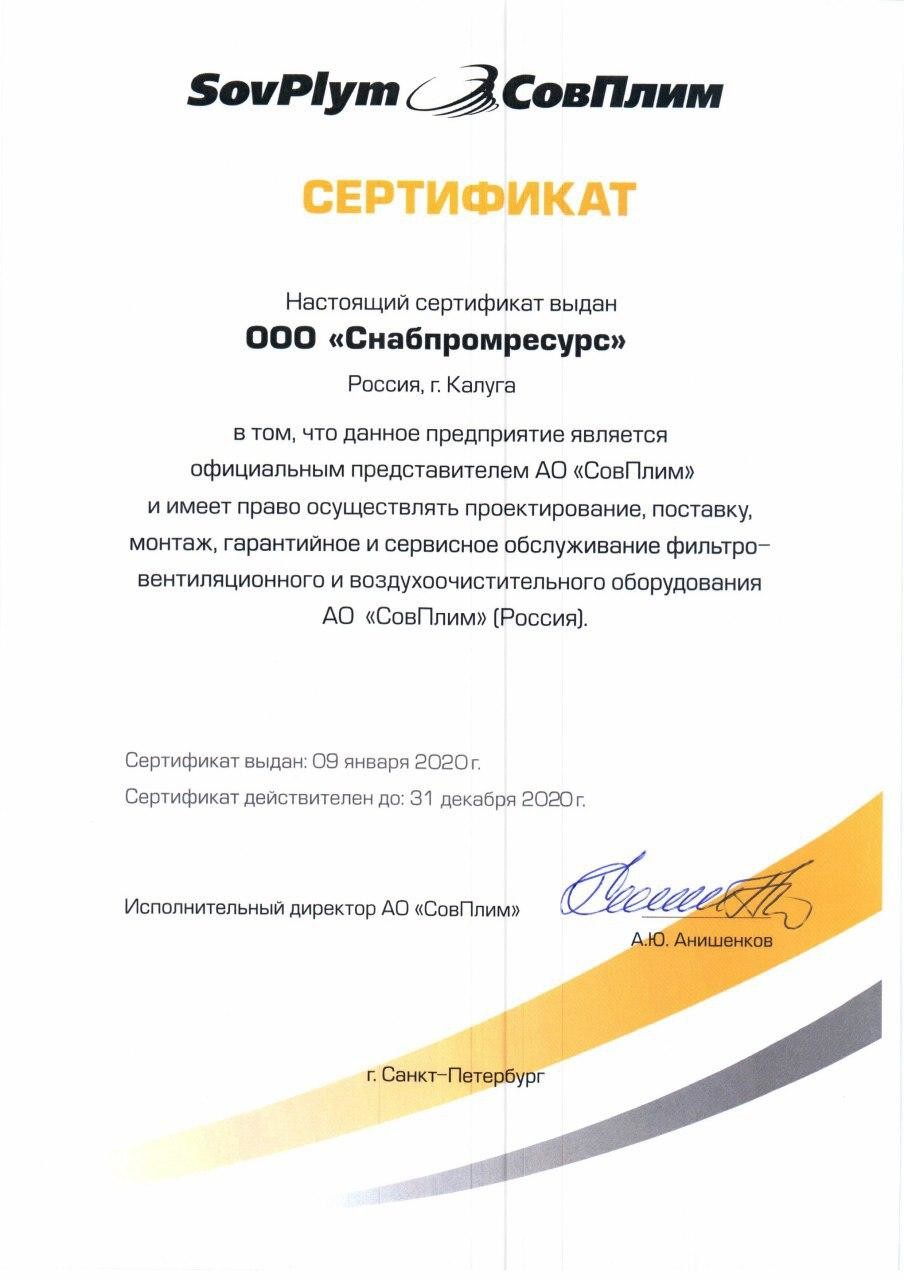 SovPlym СовПлим
СЕРТИФИКАТ
Настоящий сертификат выдан
ООО «Снабпромресурс»
Россия, г. Калуга
в том, что данное предприятие является
официальным представителем АО «СовПлим»
и имеет право осуществлять проектирование, поставку,
монтаж, гарантийное и сервисное обслуживание фильтро-
вентиляционного и воздухоочистительного оборудования
АО «СовПлим» (Россия).
Сертификат выдан: 09 января 2020 г.
Сертификат действителен до: 31 декабря 2020 г.
Исполнительный директор АО «СовПлим»
А.Ю. Анишенков
г. Санкт-Петербург